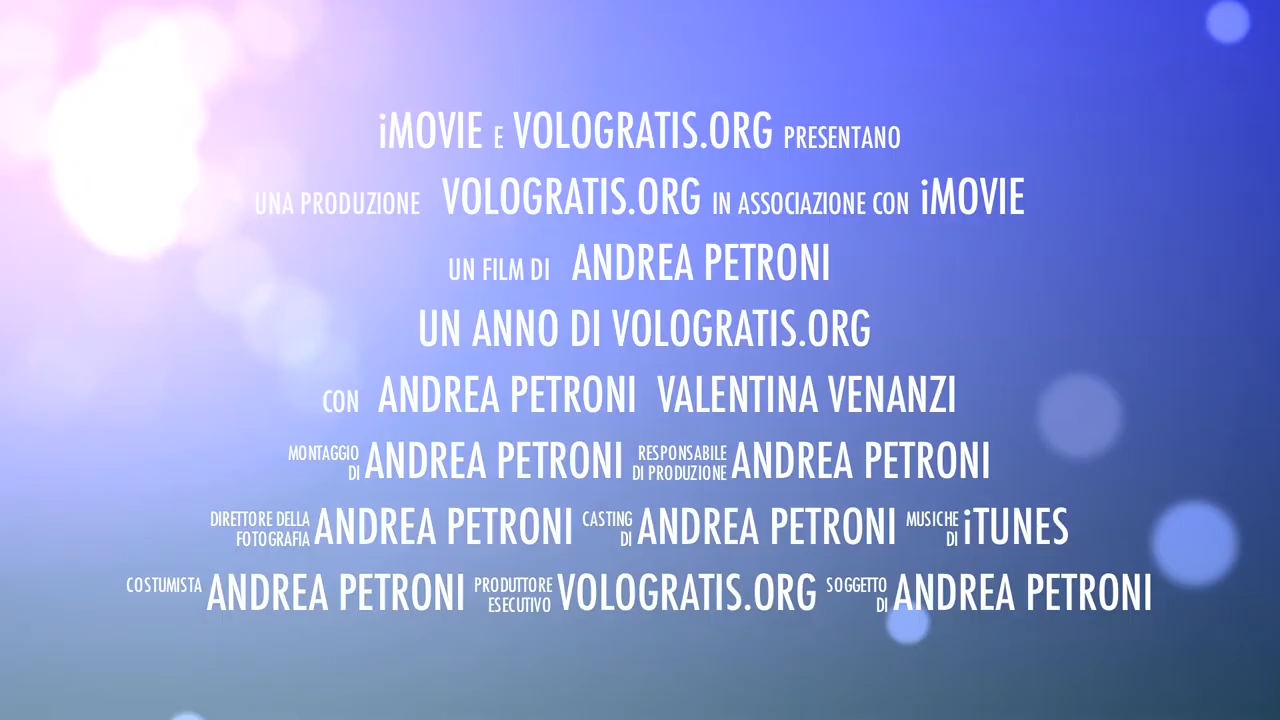 iMOVIE E VOLOGRATIS.ORG PRESENTANO
UNA PRODUZIONE VOLOGRATIS.ORG IN ASSOCIAZIONE CON iMOVIE
UN FILM DI ANDREA PETRONI
UN ANNO DI VOLOGRATIS.ORG
CON ANDREA PETRONI VALENTINA VENANZI
MONTAGGIO DI ANDREA PETRONI RESPONSABILE DI PRODUZIONE ANDREA PETRONI
DIRETTORE DELLA FOTOGRAFIA ANDREA PETRONI CASTING DI ANDREA PETRONI MUSICHE DI iTUNES
COSTUMISTA ANDREA PETRONI PRODUTTORE ESECUTIVO VOLOGRATIS.ORG SOGGETTO DI ANDREA PETRONI